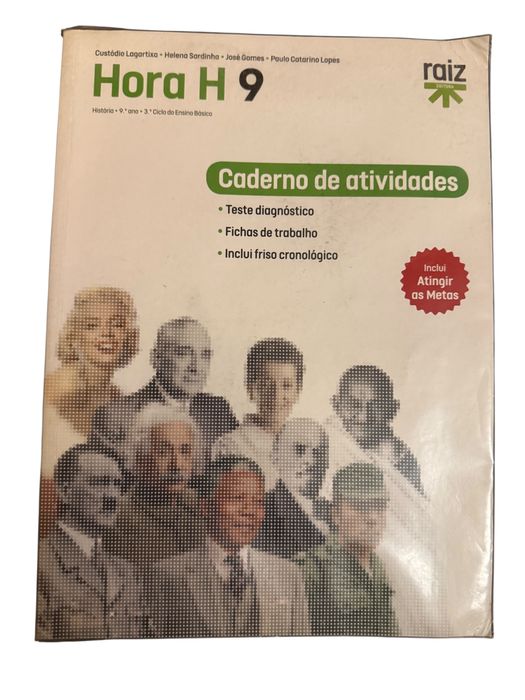 Custódio Lagartixa • Helena Sardinha • José Gomes • Paulo Catarino Lopes
Hora H 9
História • 9.º ano • 3.º Ciclo do Ensino Básico
raiz
EDITORA
Caderno de atividades
• Teste diagnóstico
• Fichas de trabalho
• Inclui friso cronológico
Inclui
Atingir
as Metas